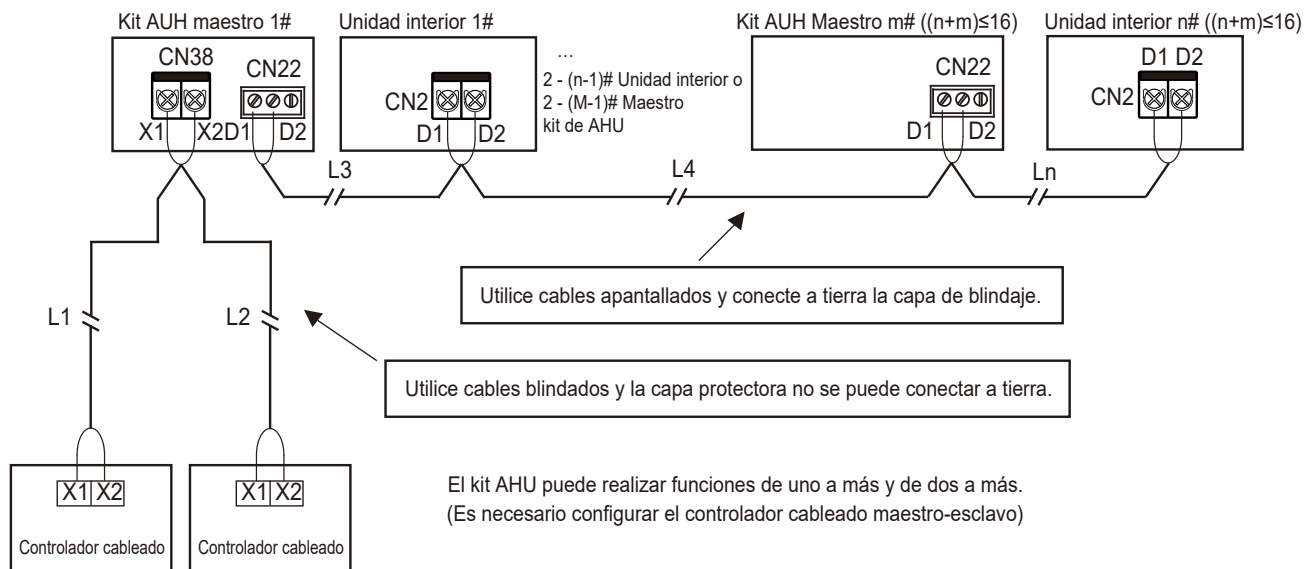 Kit AUH maestro 1#
Unidad interior 1#
Kit AUH Maestro m# ((n+m)≤16)
Unidad interior n# ((n+m)≤16)
CN38
CN22
X1
X2
D1
D2
CN2
D1
D2
...
2 - (n-1)# Unidad interior o
2 - (M-1)# Maestro
kit de AHU
CN22
D1
D2
D1 D2
CN2
L3
L4
Ln
Utilice cables apantallados y conecte a tierra la capa de blindaje.
L1
L2
Utilice cables blindados y la capa protectora no se puede conectar a tierra.
X1 X2
Controlador cableado
X1 X2
Controlador cableado
El kit AHU puede realizar funciones de uno a más y de dos a más.
(Es necesario configurar el controlador cableado maestro-esclavo)